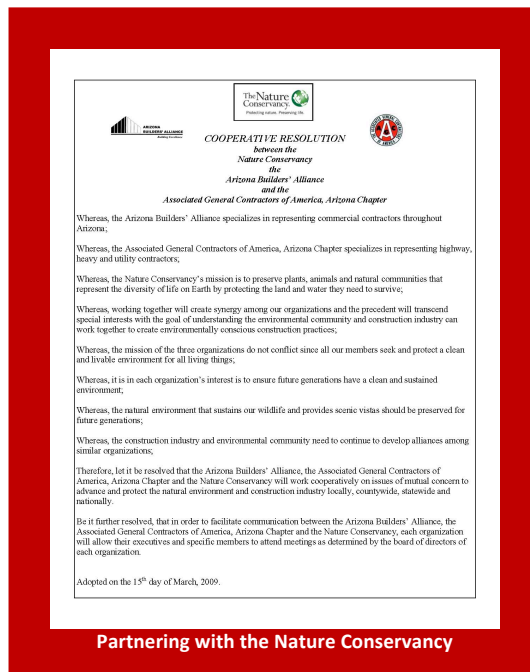 The Nature
Conservancy
Protecting nature. Preserving life.
ARIZONA
BUILDERS' ALLIANCE
Building Excellence
COOPERATIVE RESOLUTION
between the
Nature Conservancy
the
Arizona Builders' Alliance
and the
Associated General Contractors of America, Arizona Chapter
Whereas, the Arizona Builders' Alliance specializes in representing commercial contractors throughout
Arizona;
Whereas, the Associated General Contractors of America, Arizona Chapter specializes in representing highway,
heavy and utility contractors;
Whereas, the Nature Conservancy's mission is to preserve plants, animals and natural communities that
represent the diversity of life on Earth by protecting the land and water they need to survive;
Whereas, working together will create synergy among our organizations and the precedent will transcend
special interests with the goal of understanding the environmental community and construction industry can
work together to create environmentally conscious construction practices;
Whereas, the mission of the three organizations do not conflict since all our members seek and protect a clean
and livable environment for all living things;
Whereas, it is in each organization's interest is to ensure future generations have a clean and sustained
environment;
Whereas, the natural environment that sustains our wildlife and provides scenic vistas should be preserved for
future generations;
Whereas, the construction industry and environmental community need to continue to develop alliances among
similar organizations;
Therefore, let it be resolved that the Arizona Builders' Alliance, the Associated General Contractors of
America, Arizona Chapter and the Nature Conservancy will work cooperatively on issues of mutual concern to
advance and protect the natural environment and construction industry locally, countywide, statewide and
nationally.
Be it further resolved, that in order to facilitate communication between the Arizona Builders' Alliance, the
Associated General Contractors of America, Arizona Chapter and the Nature Conservancy, each organization
will allow their executives and specific members to attend meetings as determined by the board of directors of
each organization.
Adopted on the 15th day of March, 2009.
Partnering with the Nature Conservancy